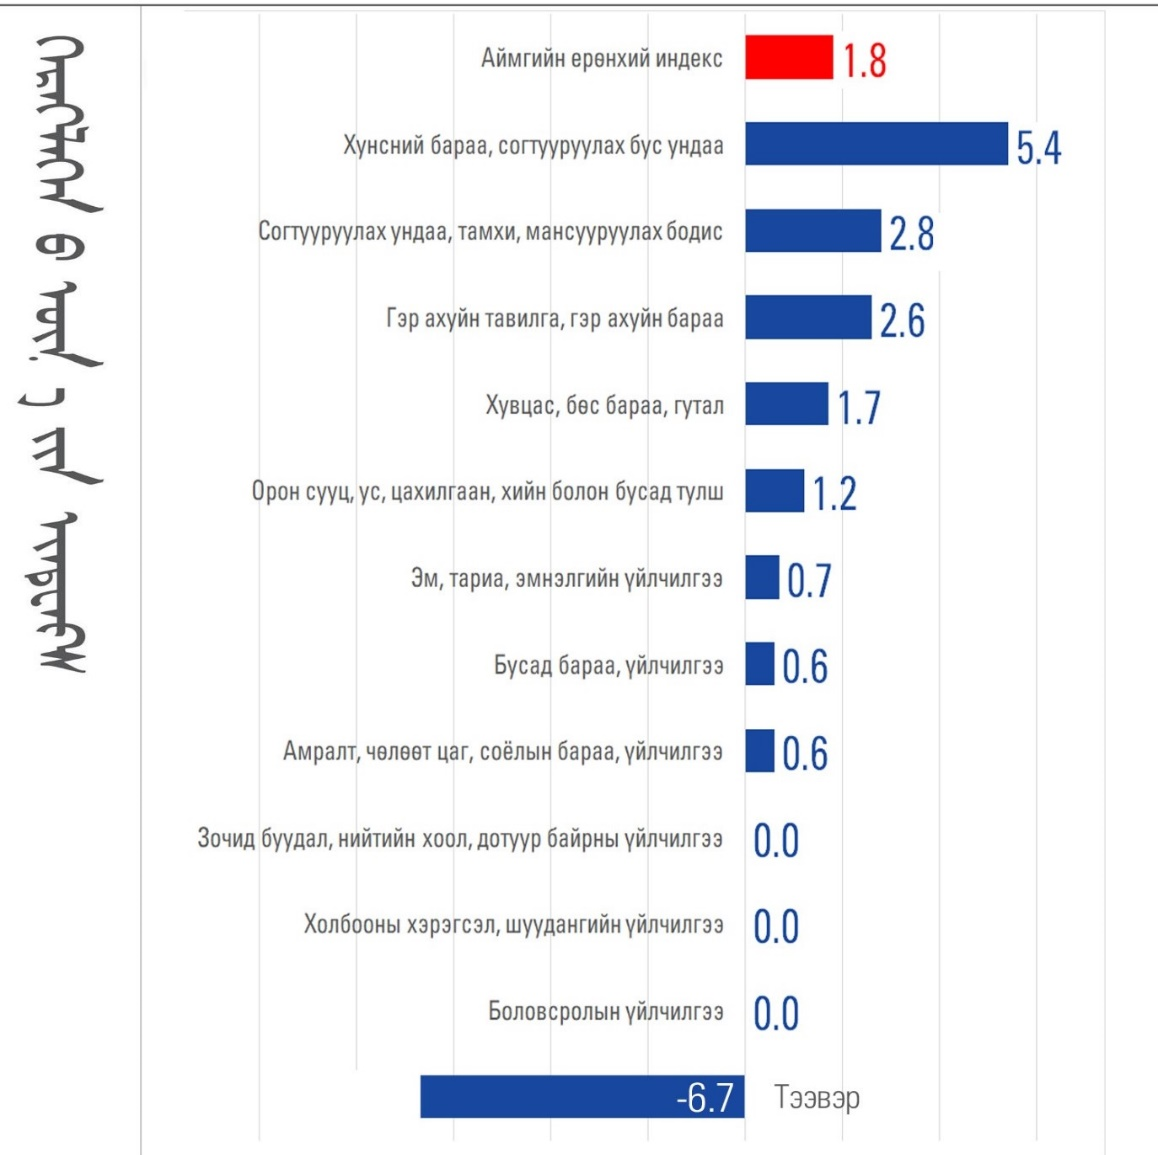 Аймгийн ерөнхий индекс 1.8
Хүнсний бараа, согтууруулах бус ундаа 5.4
Согтууруулах ундаа, тамхи, мансууруулах бодис 2.8
Гэр ахуйн тавилга, гэр ахуйн бараа 2.6
Хувцас, бөс бараа, гутал 1.7
Орон сууц, ус, цахилгаан, хийн болон бусад түлш 1.2
Эм, тариа, эмнэлгийн үйлчилгээ 0.7
Бусад бараа, үйлчилгээ 0.6
Амралт, чөлөөт цаг, соёлын бараа, үйлчилгээ 0.6
Зочид буудал, нийтийн хоол, дотуур байрны үйлчилгээ 0.0
Холбооны хэрэгсэл, шуудангийн үйлчилгээ 0.0
Боловсролын үйлчилгээ 0.0
-6.7 Тээвэр